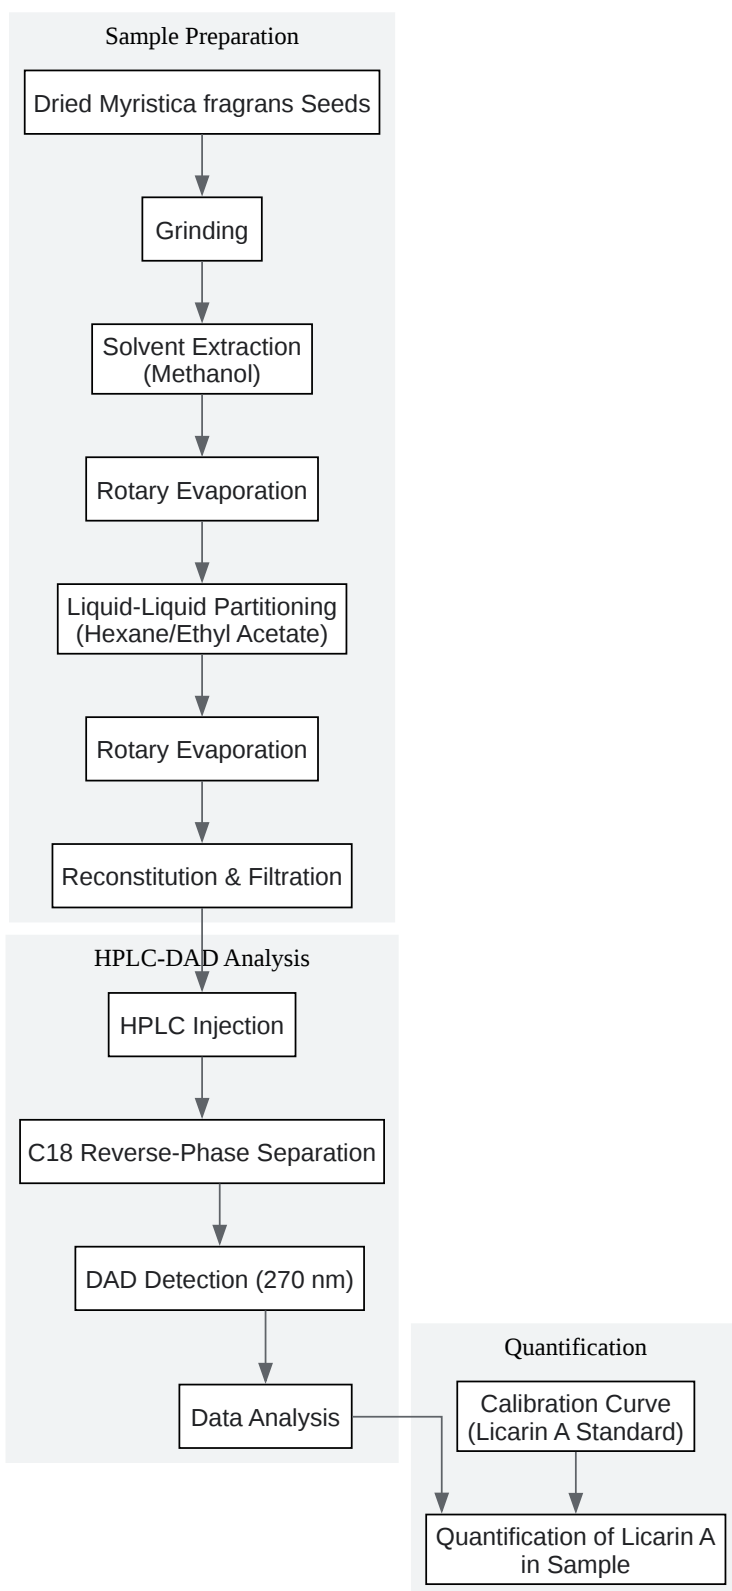 Sample Preparation
Dried Myristica fragrans Seeds
Grinding
Solvent Extraction
(Methanol)
Rotary Evaporation
Liquid-Liquid Partitioning
(Hexane/Ethyl Acetate)
Rotary Evaporation
Reconstitution & Filtration
HPLC-DAD Analysis
HPLC Injection
C18 Reverse-Phase Separation
DAD Detection (270 nm)
Data Analysis
Quantification
Calibration Curve
(Licarin A Standard)
Quantification of Licarin A
in Sample